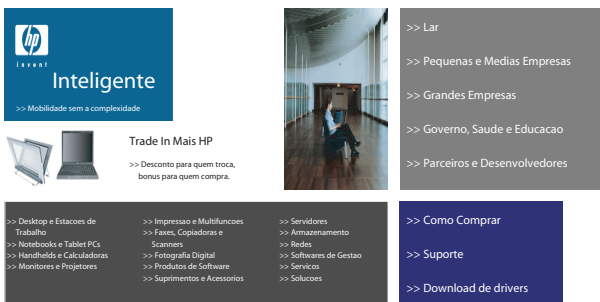 hp
invent
Inteligente
>> Mobilidade sem a complexidade
Trade In Mais HP
>> Desconto para quem troca,
bonus para quem compra.
>> Lar
>> Pequenas e Medias Empresas
>> Grandes Empresas
>> Governo, Saude e Educacao
>> Parceiros e Desenvolvedores
>> Desktop e Estacoes de
Trabalho
>> Notebooks e Tablet PCs
>> Handhelds e Calculadoras
>> Monitores e Projetores
>> Impressao e Multifuncoes
>> Faxes, Copiadoras e
Scanners
>> Fotografia Digital
>> Produtos de Software
>> Suprimentos e Acessorios
>> Servidores
>> Armazenamento
>> Redes
>> Softwares de Gestao
>> Servicos
>> Solucoes
>> Como Comprar
>> Suporte
>> Download de drivers